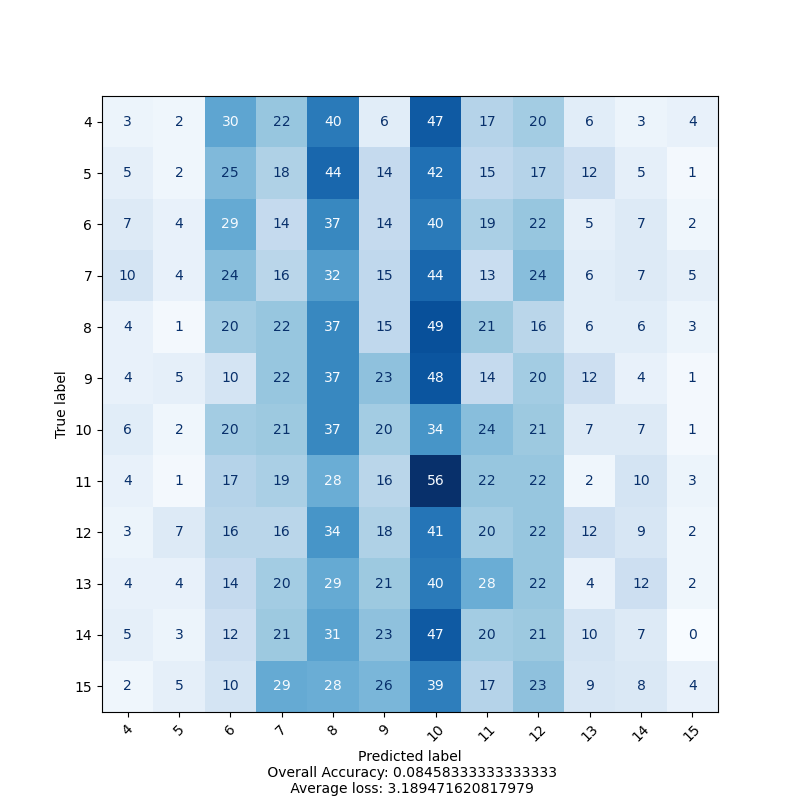 4 3 2 30 22 40 6 47 17 20 6 3 4
5 5 2 25 18 44 14 42 15 17 12 5 1
6 7 4 29 14 37 14 40 19 22 5 7 2
7 10 4 24 16 32 15 44 13 24 6 7 5
8 4 1 20 22 37 15 49 21 16 6 6 3
9 4 5 10 22 37 23 48 14 20 12 4 1
10 6 2 20 21 37 20 34 24 21 7 7 1
11 4 1 17 19 28 16 56 22 22 2 10 3
12 3 7 16 16 34 18 41 20 22 12 9 2
13 4 4 14 20 29 21 40 28 22 4 12 2
14 5 3 12 21 31 23 47 20 21 10 7 0
15 2 5 10 29 28 26 39 17 23 9 8 4
True label
4 5 6 7 8 9 10 11 12 13 14 15
Predicted label
Overall Accuracy: 0.08458333333333333
Average loss: 3.189471620817979